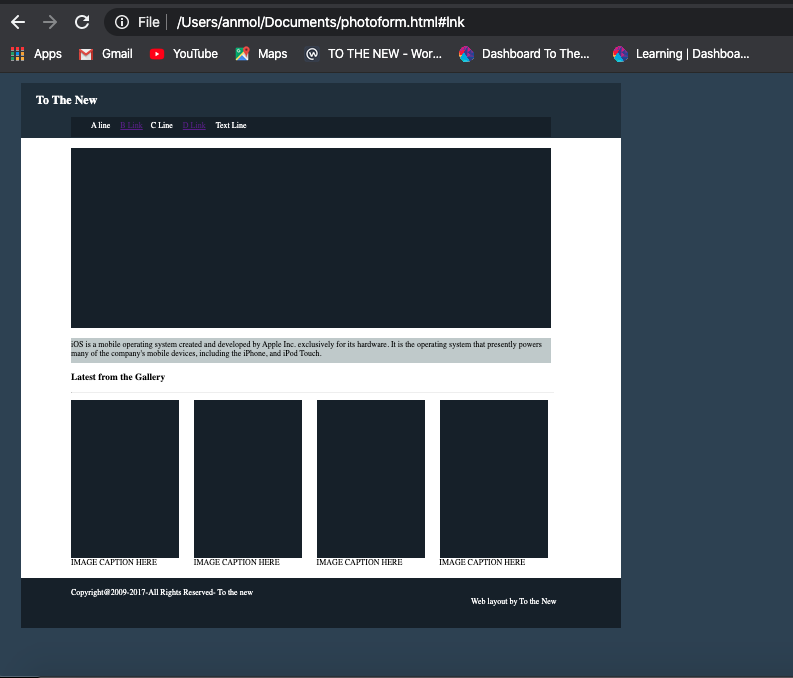 File /Users/anmol/Documents/photoform.html#lnk
Apps Gmail YouTube Maps TO THE NEW - Wor... Dashboard To The... Learning | Dashboa...
To The New
A line B Link C Line D Link Text Line
iOS is a mobile operating system created and developed by Apple Inc. exclusively for its hardware. It is the operating system that presently powers
many of the company's mobile devices, including the iPhone, and iPod Touch.
Latest from the Gallery
IMAGE CAPTION HERE IMAGE CAPTION HERE IMAGE CAPTION HERE IMAGE CAPTION HERE
Copyright@2009-2017-All Rights Reserved- To the new
Web layout by To the New